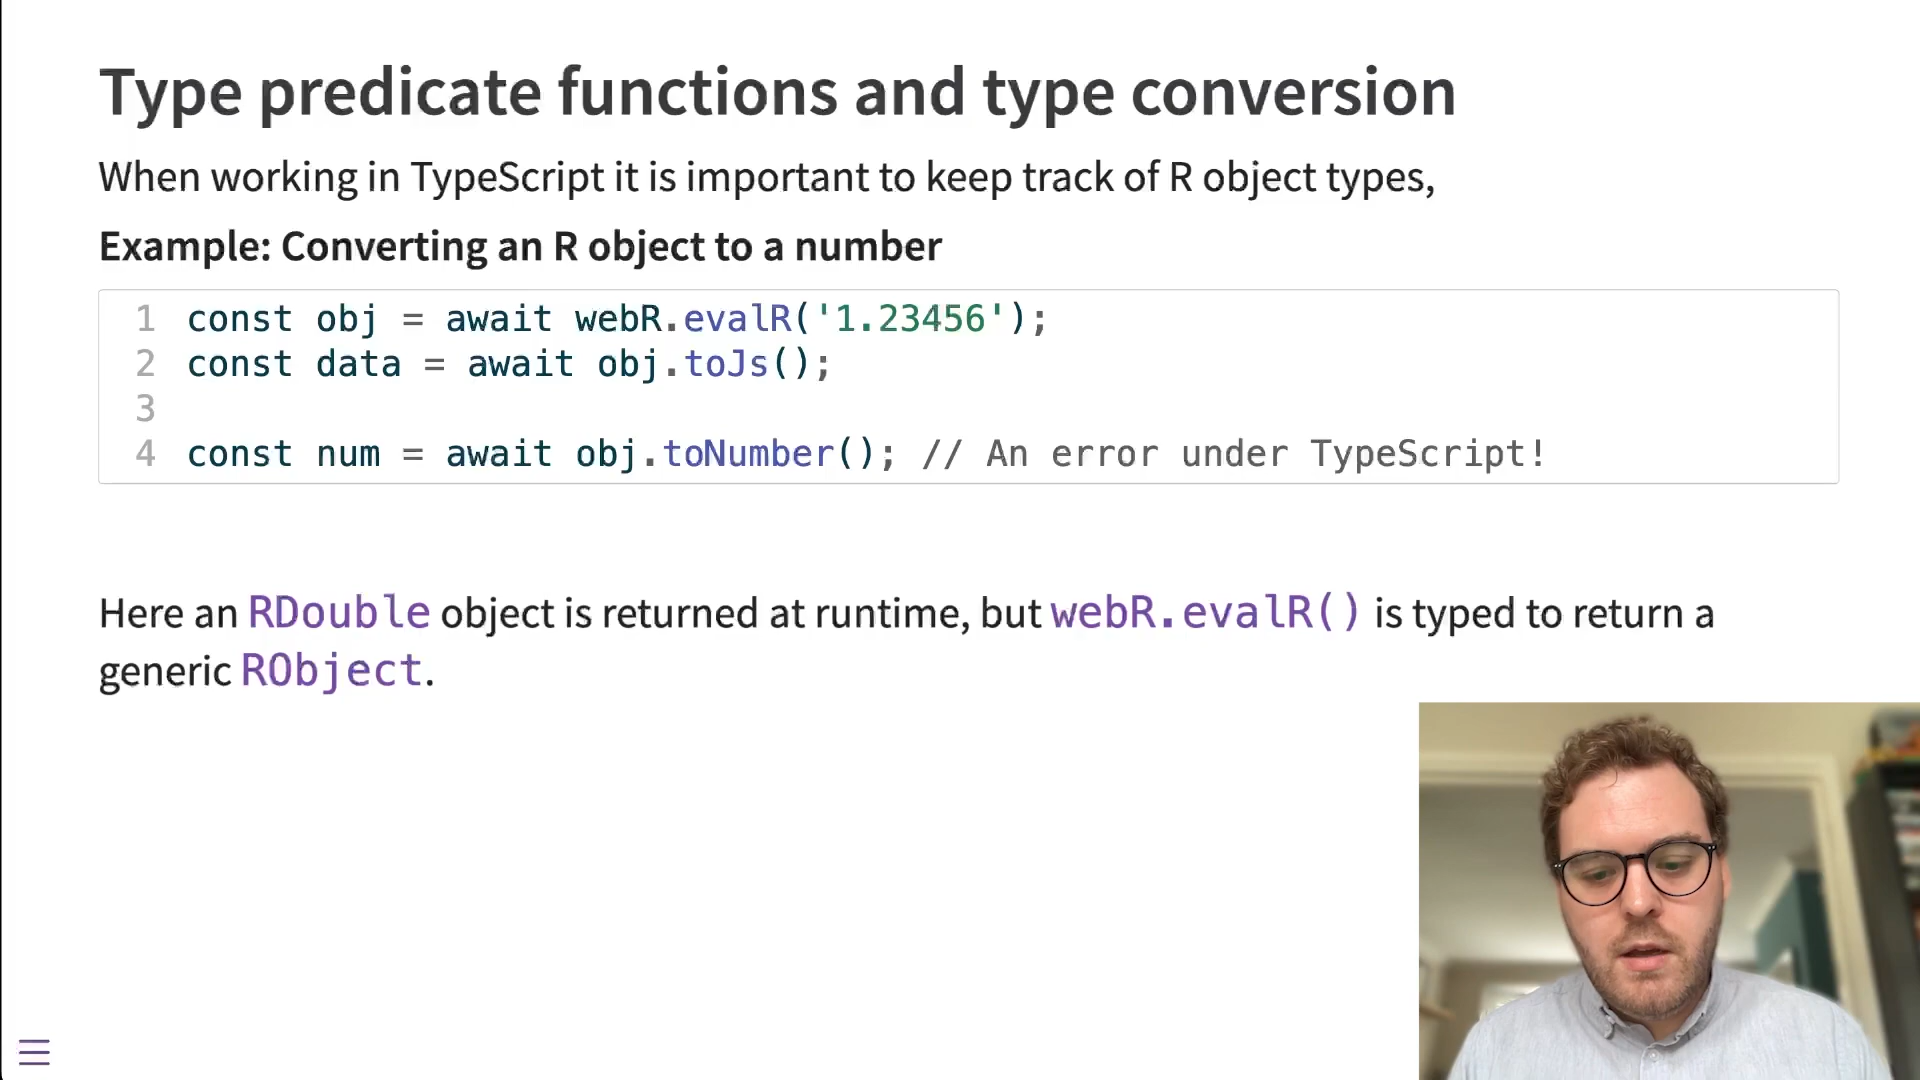 Type predicate functions and type conversion
When working in TypeScript it is important to keep track of R object types,
Example: Converting an R object to a number
1 const obj = await webR.evalR('1.23456');
2 const data = await obj.toJs();
3
4 const num = await obj.toNumber(); // An error under TypeScript!
Here an RDouble object is returned at runtime, but webR.evalR() is typed to return a
generic RObject.